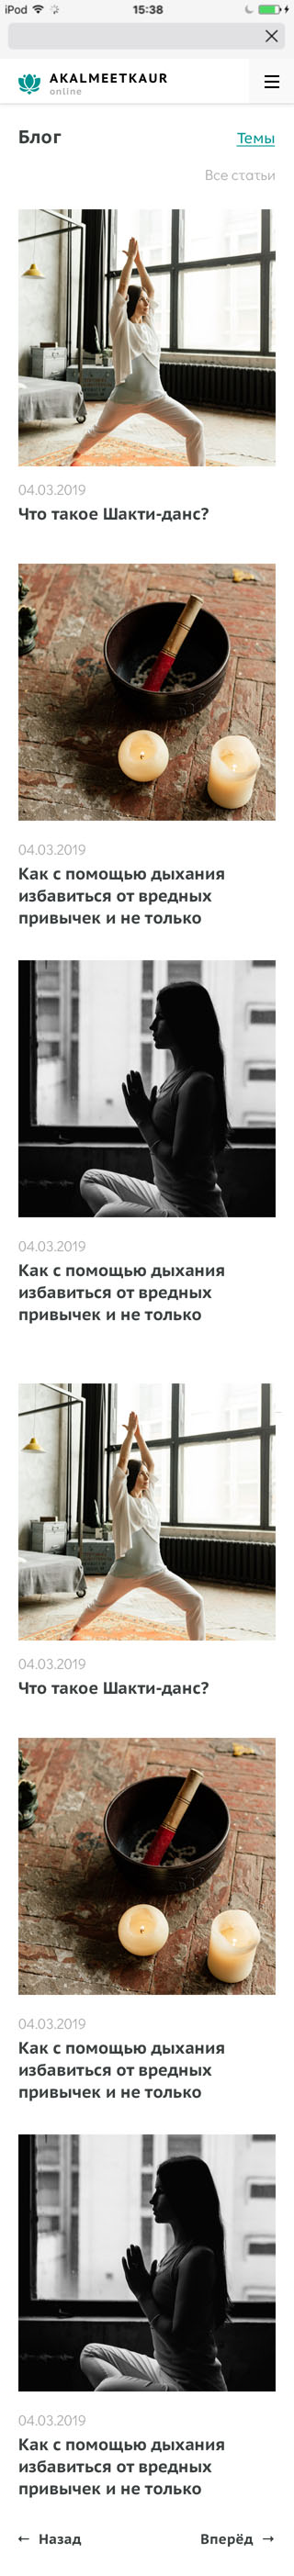 iPod
15:38
AKALMEETKAUR
online
Блог
Темы
Все статьи
04.03.2019
Что такое Шакти-данс?
04.03.2019
Как с помощью дыхания
избавиться от вредных
привычек и не только
04.03.2019
Как с помощью дыхания
избавиться от вредных
привычек и не только
04.03.2019
Что такое Шакти-данс?
04.03.2019
Как с помощью дыхания
избавиться от вредных
привычек и не только
04.03.2019
Как с помощью дыхания
избавиться от вредных
привычек и не только
← Назад
Вперёд →